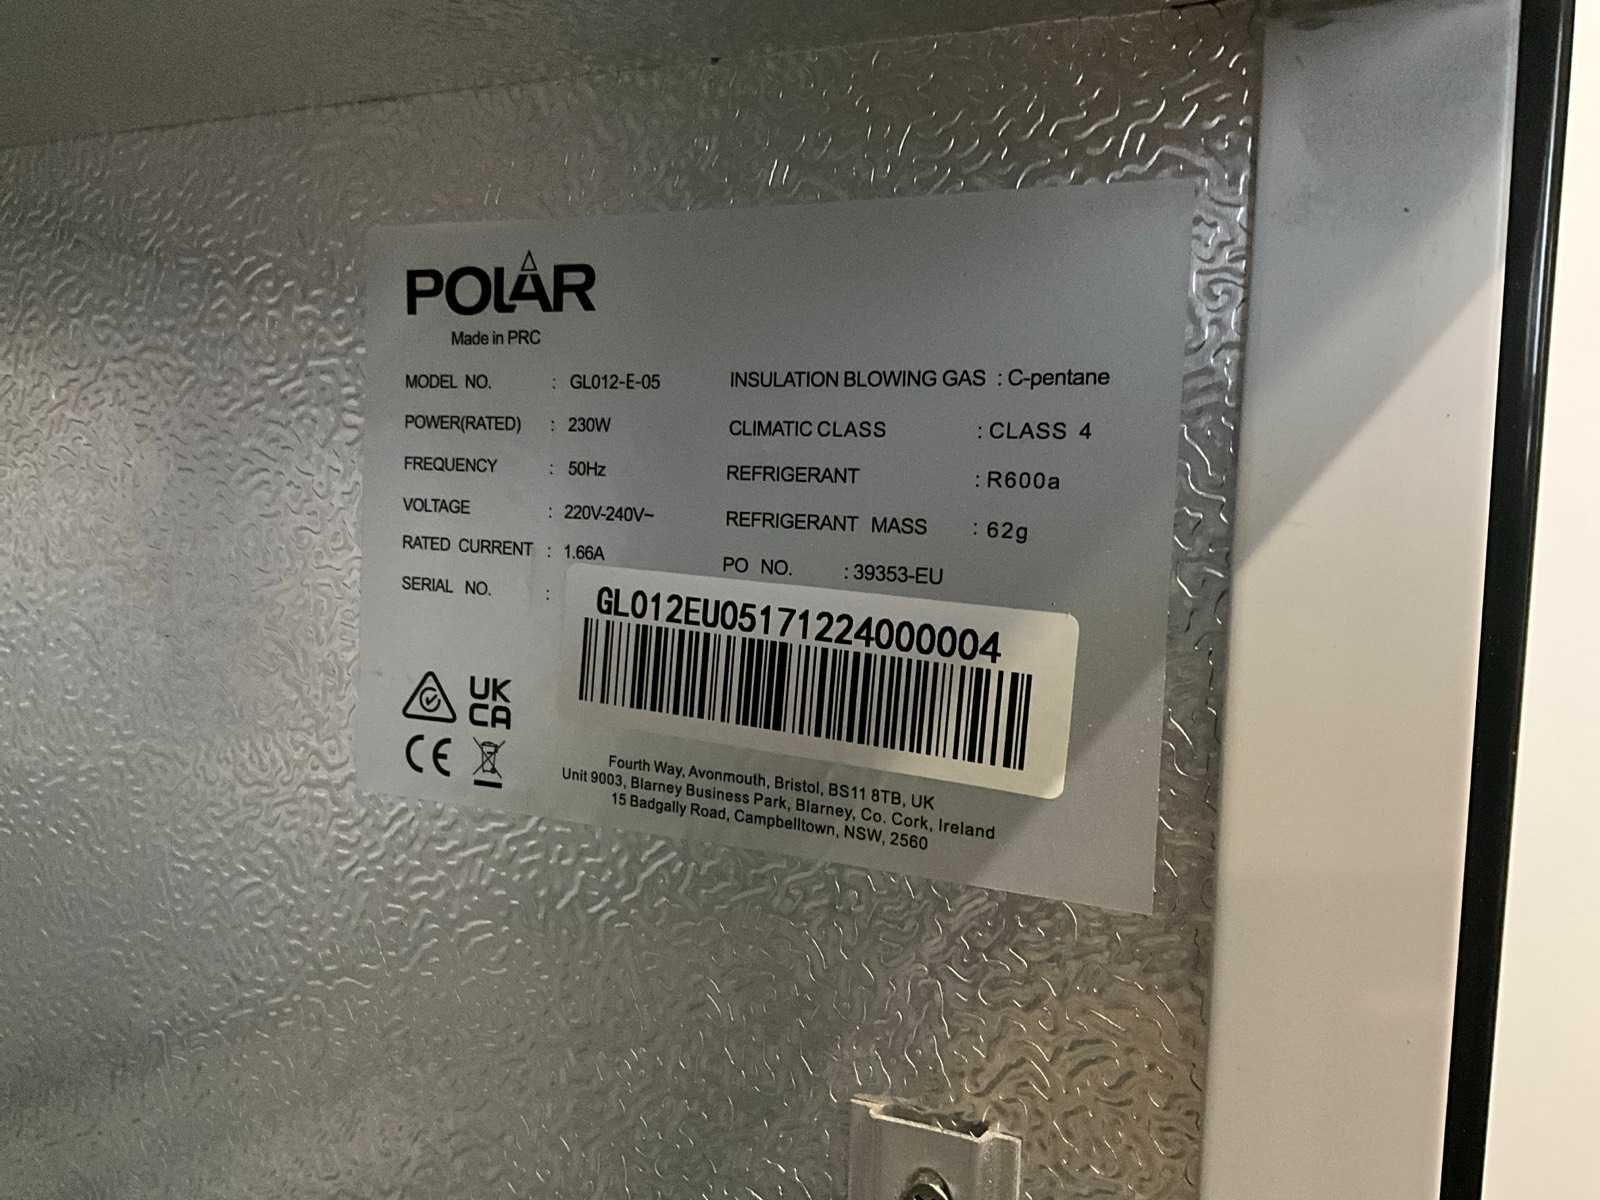 POLAR
Made in PRC
MODEL NO. : GL012-E-05
POWER(RATED) : 230W
FREQUENCY : 50Hz
VOLTAGE : 220V-240V~
RATED CURRENT : 1.66A
SERIAL NO. :
INSULATION BLOWING GAS : C-pentane
CLIMATIC CLASS : CLASS 4
REFRIGERANT : R600a
REFRIGERANT MASS : 62g
PO NO. : 39353-EU
GL012EU05171224000004
UK
CA
CE
Fourth Way, Avonmouth, Bristol, BS11 8TB, UK
Unit 9003, Blarney Business Park, Blarney, Co. Cork, Ireland
15 Badgally Road, Campbelltown, NSW, 2560